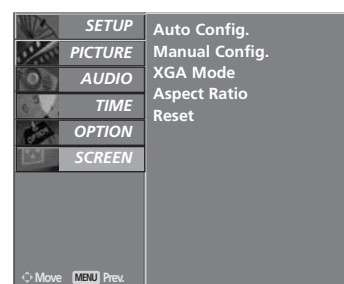 SETUP
PICTURE
AUDIO
TIME
OPTION
SCREEN
Auto Config.
Manual Config.
XGA Mode
Aspect Ratio
Reset
Move MENU Prev.